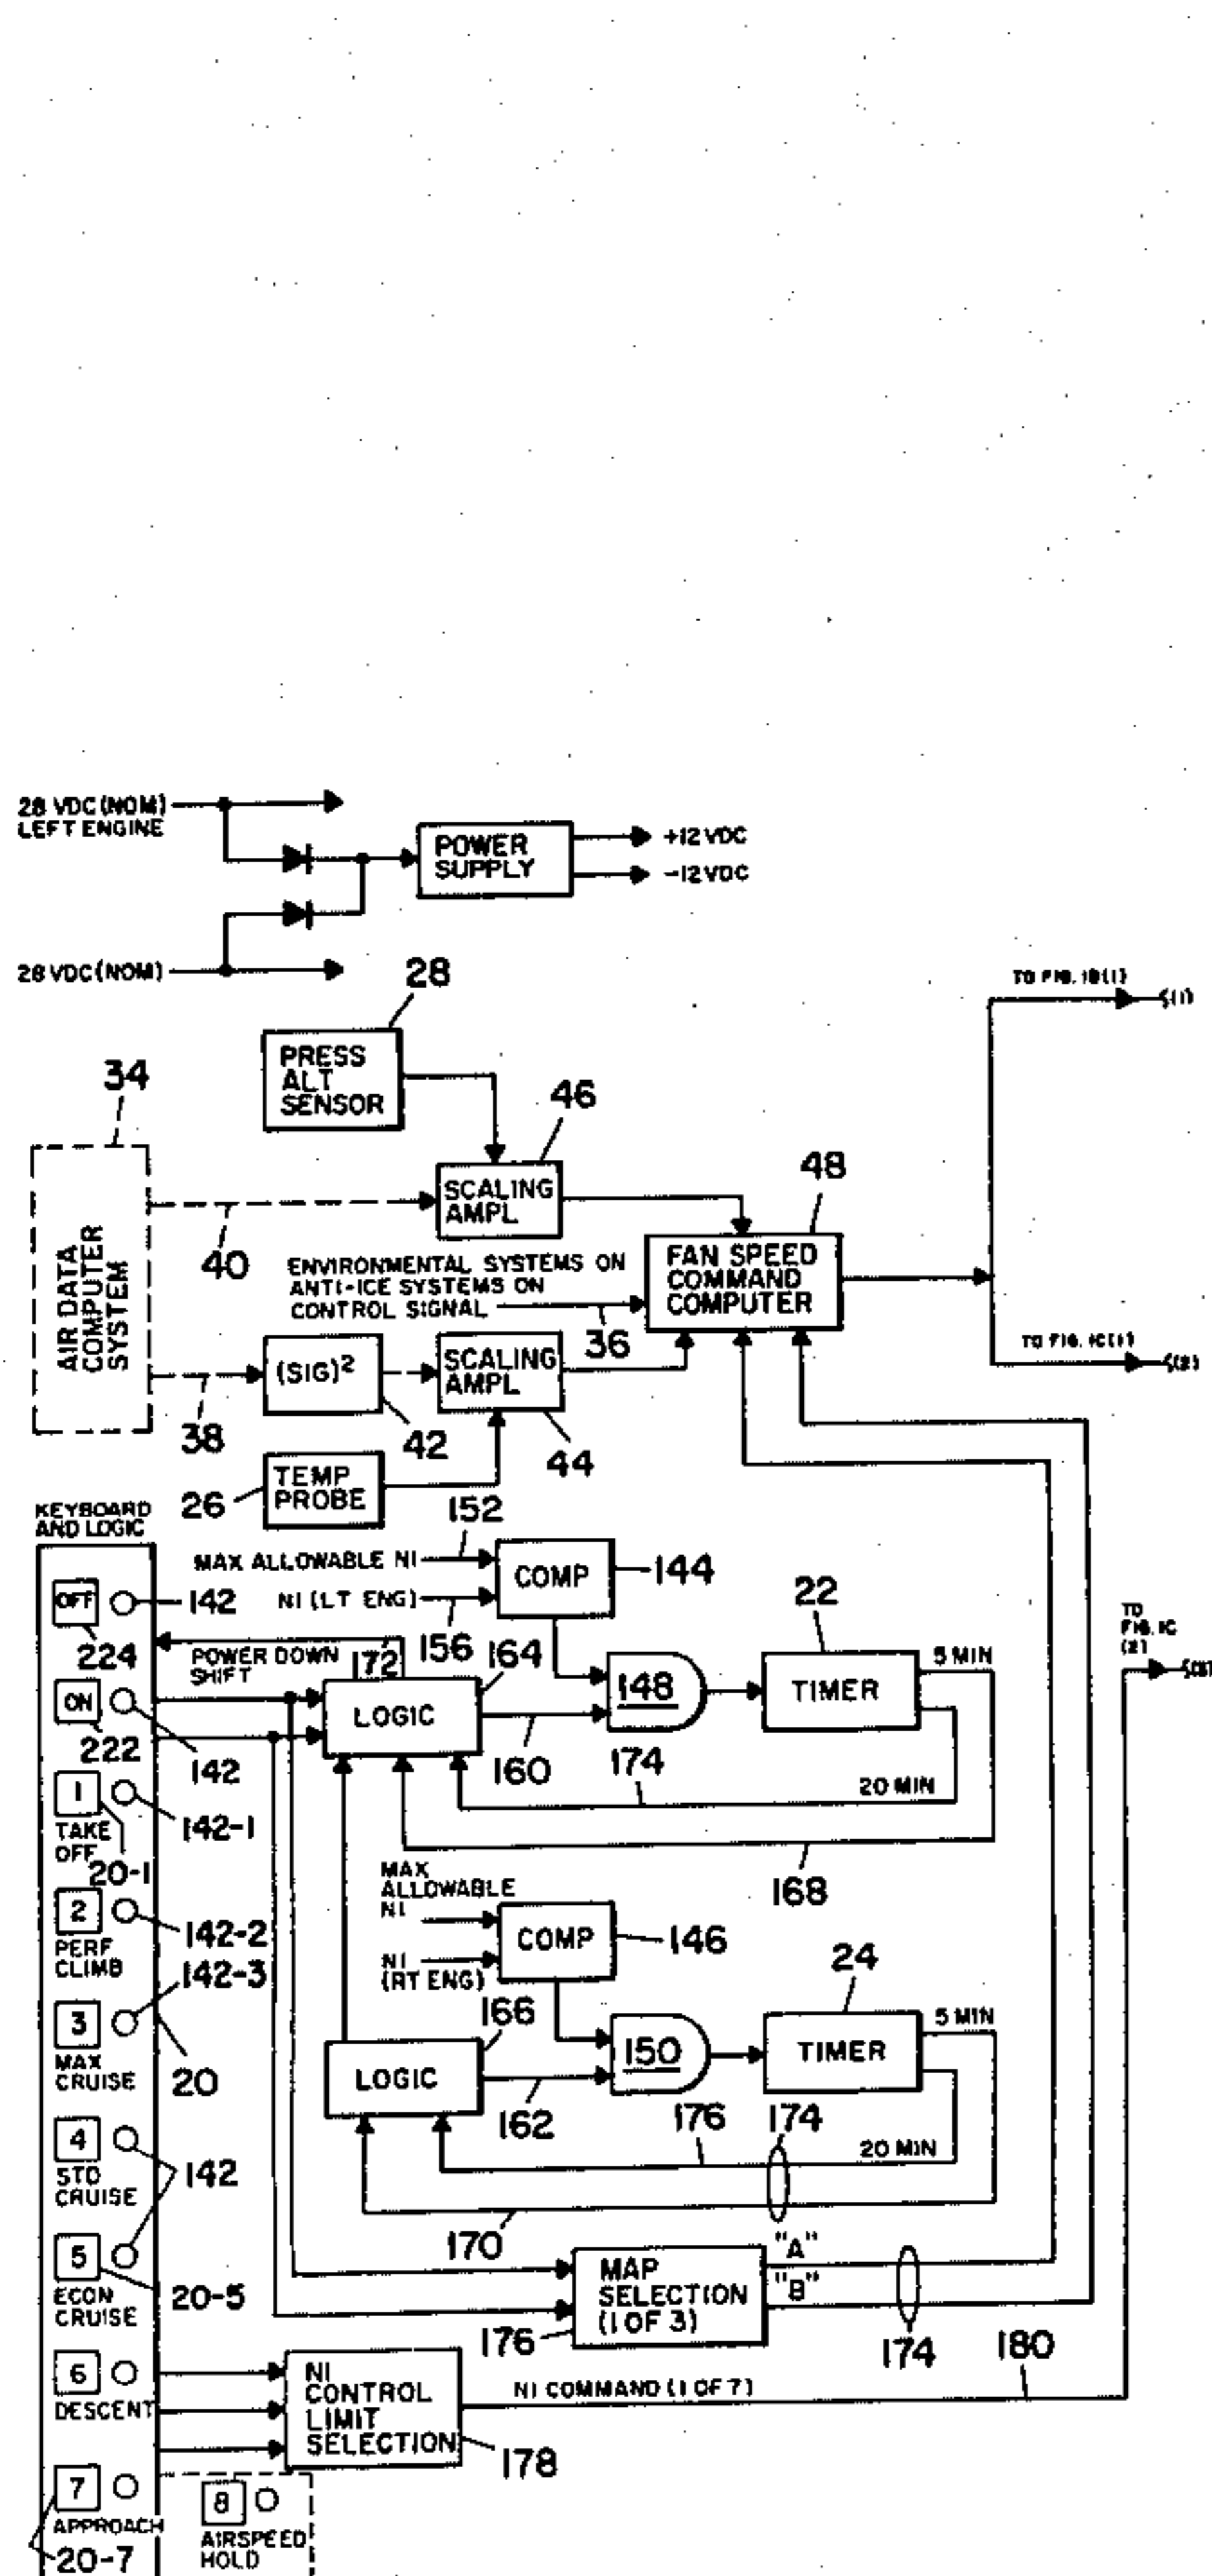 28 VDC (NOM)
LEFT ENGINE
POWER
SUPPLY
+12 VDC
-12 VDC
28 VDC (NOM)
28
PRESS
ALT
SENSOR
TO FIG. 1B(1)
(1)
34
46
48
SCALING
AMPL
AIR DATA
COMPUTER
SYSTEM
40
ENVIRONMENTAL SYSTEMS ON
ANTI-ICE SYSTEMS ON
CONTROL SIGNAL
36
FAN SPEED
COMMAND
COMPUTER
TO FIG. 1C(1)
(2)
(SIG)2
SCALING
AMPL
38
42
44
TEMP
PROBE
26
KEYBOARD
AND LOGIC
152
MAX ALLOWABLE N1
COMP
144
N1 (LT ENG)
156
OFF
142
224
POWER DOWN
SHIFT
172
164
22
TO
FIG. 1C
(2)
5 MIN
ON
222
142
LOGIC
160
148
TIMER
174
20 MIN
1
TAKE
OFF
142-1
20-1
168
MAX
ALLOWABLE
N1
COMP
146
N1
(RT ENG)
2
PERF
CLIMB
142-2
142-3
24
5 MIN
3
MAX
CRUISE
20
166
LOGIC
162
150
TIMER
176
174
20 MIN
4
STD
CRUISE
142
170
5
ECON
CRUISE
20-5
MAP
SELECTION
(1 OF 3)
"A"
"B"
176
174
180
6
DESCENT
N1
CONTROL
LIMIT
SELECTION
N1 COMMAND (1 OF 7)
178
7
APPROACH
20-7
8
AIRSPEED
HOLD